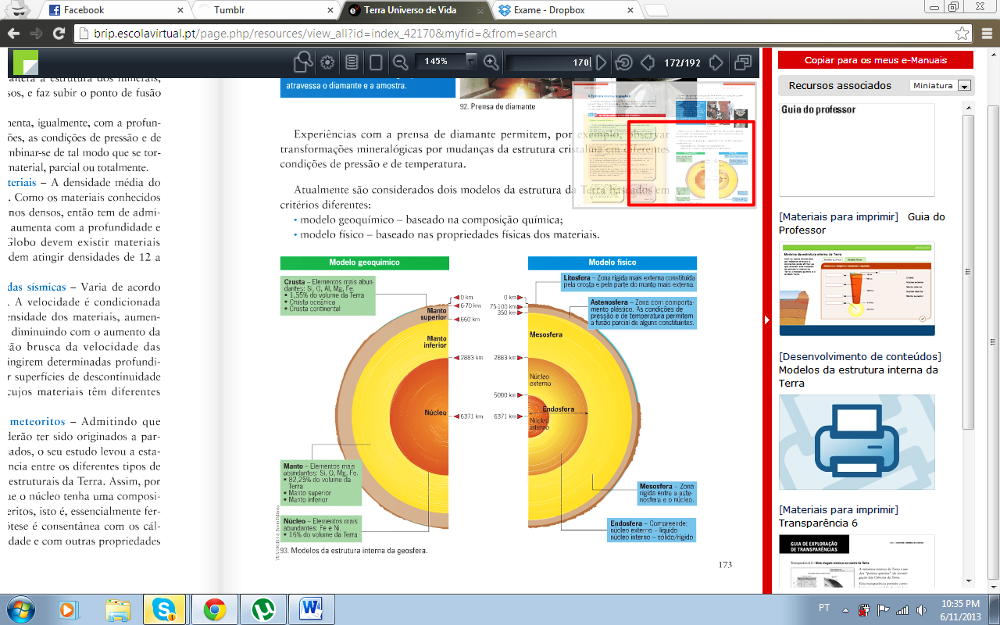 Facebook
Tumblr
Terra Universo de Vida
Exame - Dropbox
brip.escolavirtual.pt/page.php/resources/view_all?id=index_42170&myfid=&from=search
145%
170
172/192
Copiar para os meus e-Manuais
Recursos associados
Miniatura
Guia do professor
[Materiais para imprimir] Guia do
Professor
Modelos da estrutura interna da Terra
[Desenvolvimento de conteúdos]
Modelos da estrutura interna da
Terra
[Materiais para imprimir]
Transparência 6
GUIA DE EXPLORAÇÃO
DE TRANSPARÊNCIAS
altera a estrutura dos minerais,
sos, e faz subir o ponto de fusão
menta, igualmente, com a profun-
ões, as condições de pressão e de
mbinar-se de tal modo que se for-
material, parcial ou totalmente.
teriais – A densidade média do
. Como os materiais conhecidos
nos densos, então tem de admi-
aumenta com a profundidade e
Globo devem existir materiais
odem atingir densidades de 12 a
das sísmicas – Varia de acordo
. A velocidade é condicionada
ensidade dos materiais, aumen-
diminuindo com o aumento da
ção brusca da velocidade das
tingirem determinadas profundi-
r superfícies de descontinuidade
cujos materiais têm diferentes
meteoritos – Admitindo que
derão ter sido originados a par-
iados, o seu estudo levou a esta-
ncia entre os diferentes tipos de
estruturais da Terra. Assim, por
ue o núcleo tenha uma composi-
eritos, isto é, essencialmente fer-
ótese é consentânea com os cál-
idade e com outras propriedades
atravessa o diamante e a amostra.
92. Prensa de diamante
Experiências com a prensa de diamante permitem, por exemplo, observar
transformações mineralogicas por mudanças da estrutura cristalina em diferentes
condições de pressão e de temperatura.
Atualmente são considerados dois modelos da estrutura da Terra baseados em
critérios diferentes:
• modelo geoquímico – baseado na composição química;
• modelo físico – baseado nas propriedades físicas dos materiais.
Modelo geoquímico
Crusta – Elementos mais abun-
dantes: Si, O, Al, Mg, Fe.
• 1,55% do volume da Terra
• Crusta oceânica
• Crusta continental
Manto
superior
Manto
inferior
Núcleo
0 km
6-70 km
660 km
2883 km
6371 km
Manto – Elementos mais
abundantes: Si, O, Mg, Fe.
• 82,25% do volume da
Terra
• Manto superior
• Manto inferior
Núcleo – Elementos mais
abundantes: Fe e Ni.
• 16% do volume da Terra
Modelo físico
Litosfera – Zona rígida mais externa constituída
pela crosta e pela parte do manto mais externa.
Astenosfera – Zona com comporta-
mento plástico. As condições de
pressão e de temperatura permitem
a fusão parcial de alguns constituintes.
0 km
75-100 km
350 km
2883 km
5000 km
6371 km
Mesosfera
Núcleo
externo
Endosfera
Núcleo
interno
Mesosfera – Zona
rígida entre a aste-
nosfera e o núcleo.
Endosfera – Compreende:
núcleo externo – líquido
núcleo interno – sólido/rígido
93. Modelos da estrutura interna da geosfera.
173
PT
10:35 PM
6/11/2013